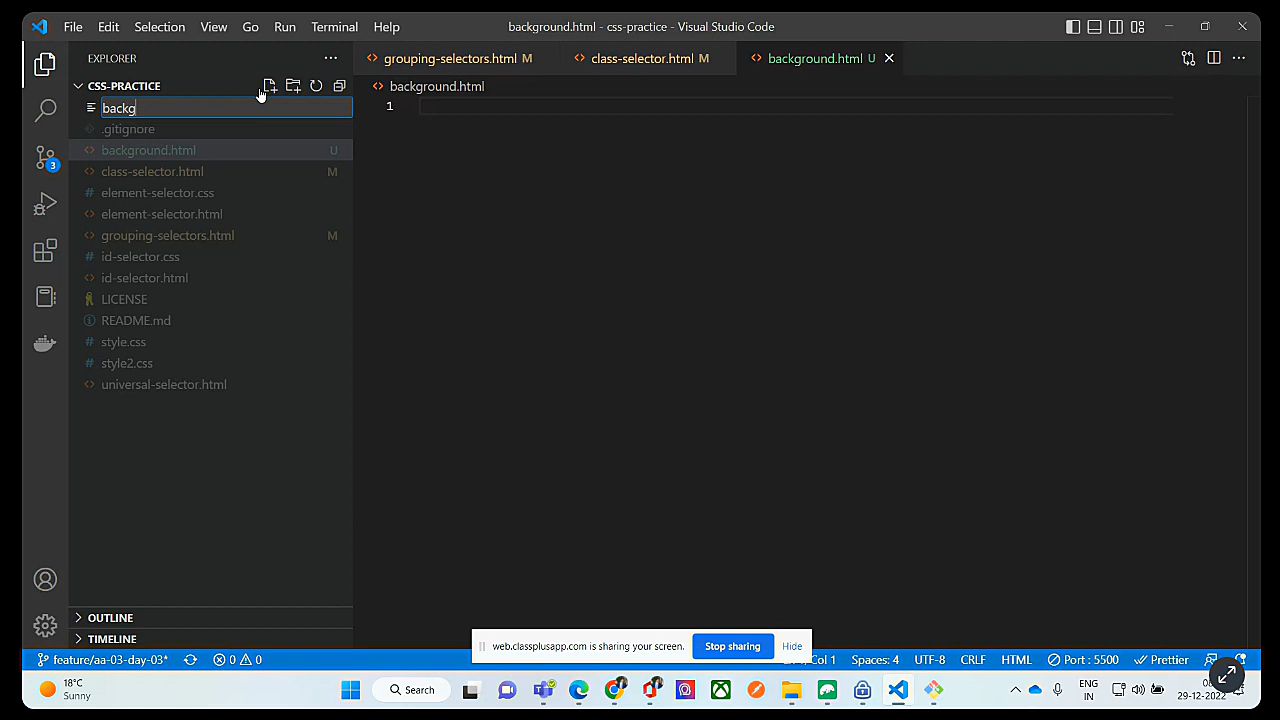 File Edit Selection View Go Run Terminal Help
background.html - css-practice - Visual Studio Code
EXPLORER
grouping-selectors.html M
class-selector.html M
background.html U
CSS-PRACTICE
background.html
backg
1
.gitignore
background.html U
class-selector.html M
element-selector.css
element-selector.html
grouping-selectors.html M
id-selector.css
id-selector.html
LICENSE
README.md
style.css
style2.css
universal-selector.html
3
OUTLINE
TIMELINE
web.classplusapp.com is sharing your screen. Stop sharing Hide
feature/aa-03-day-03* 0 0 Col 1 Spaces: 4 UTF-8 CRLF HTML Port : 5500 Prettier
18°C
Sunny
Search
ENG
IN
29-12-2022